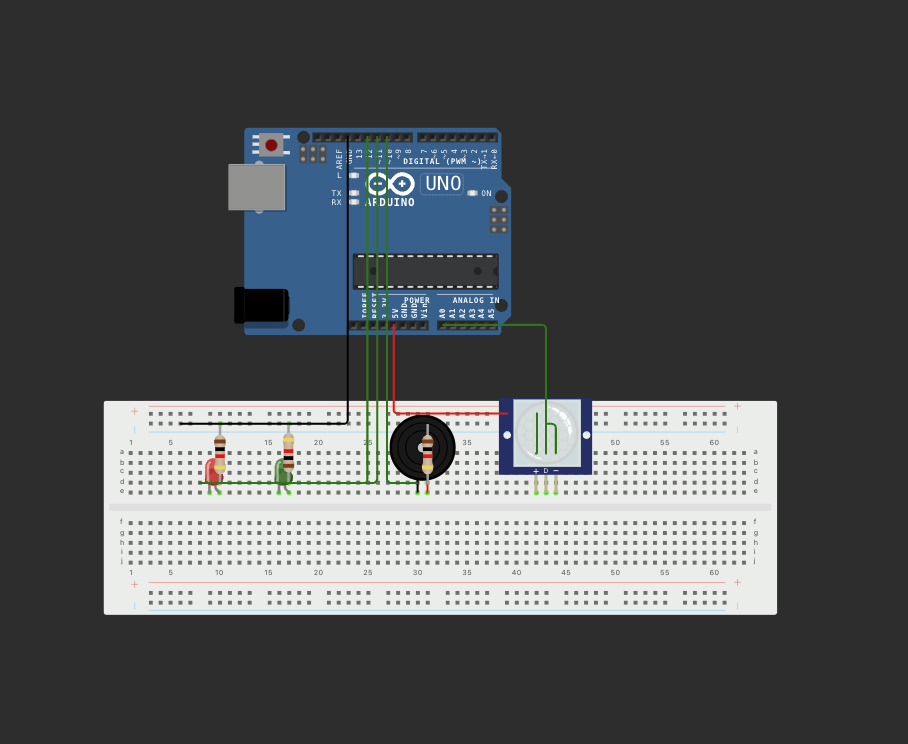 AREF
GND
13
12
~11
~10
~9
8
7
~6
~5
4
~3
2
TX→1
RX←0
DIGITAL (PWM ~)
L
TX
RX
UNO
ON
ARDUINO
IOREF
RESET
3.3V
5V
GND
GND
Vin
POWER
ANALOG IN
A0
A1
A2
A3
A4
A5
+ D −
1 5 10 15 20 25 30 35 50 55 60
a a
b b
c c
d d
e e
f f
g g
h h
i i
j j
1 5 10 15 20 25 30 35 40 45 50 55 60